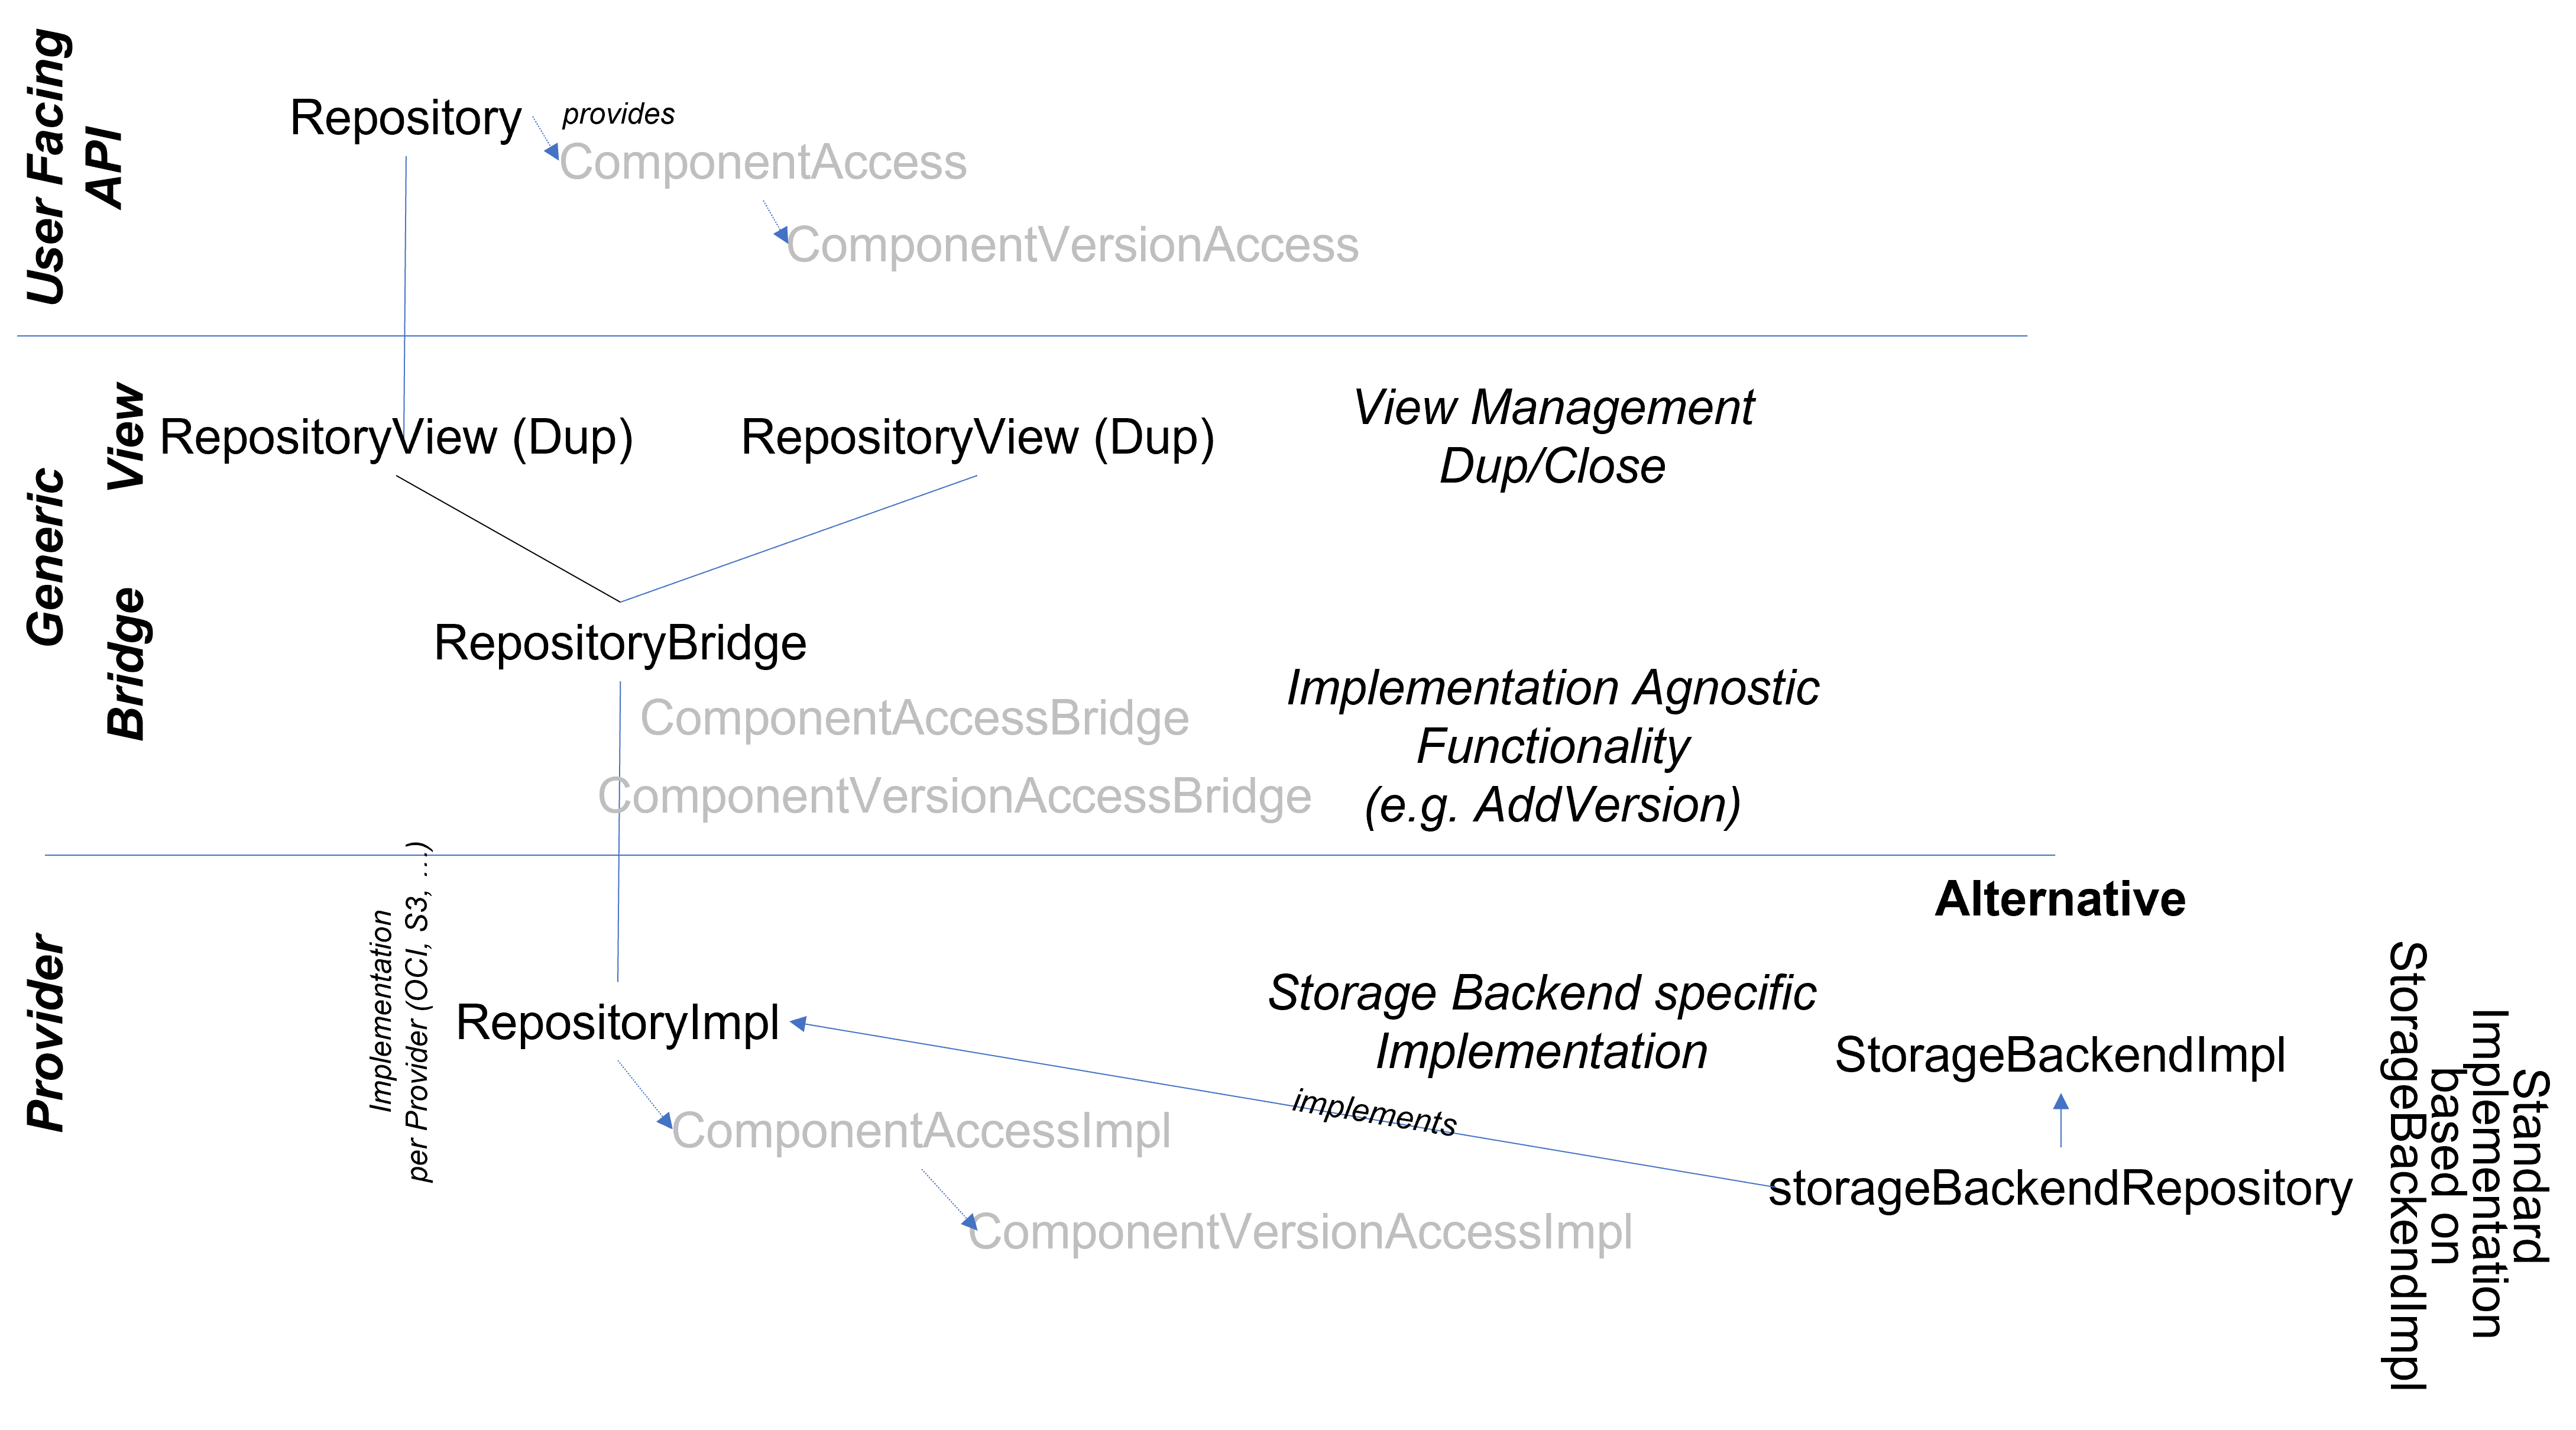 User Facing
API
Repository
provides
ComponentAccess
ComponentVersionAccess
Generic
View
RepositoryView (Dup)
RepositoryView (Dup)
View Management
Dup/Close
Bridge
RepositoryBridge
ComponentAccessBridge
ComponentVersionAccessBridge
Implementation Agnostic
Functionality
(e.g. AddVersion)
Provider
Implementation
per Provider (OCI, S3, ….)
RepositoryImpl
ComponentAccessImpl
ComponentVersionAccessImpl
Storage Backend specific
Implementation
implements
Alternative
StorageBackendImpl
storageBackendRepository
Standard
Implementation
based on
StorageBackendImpl